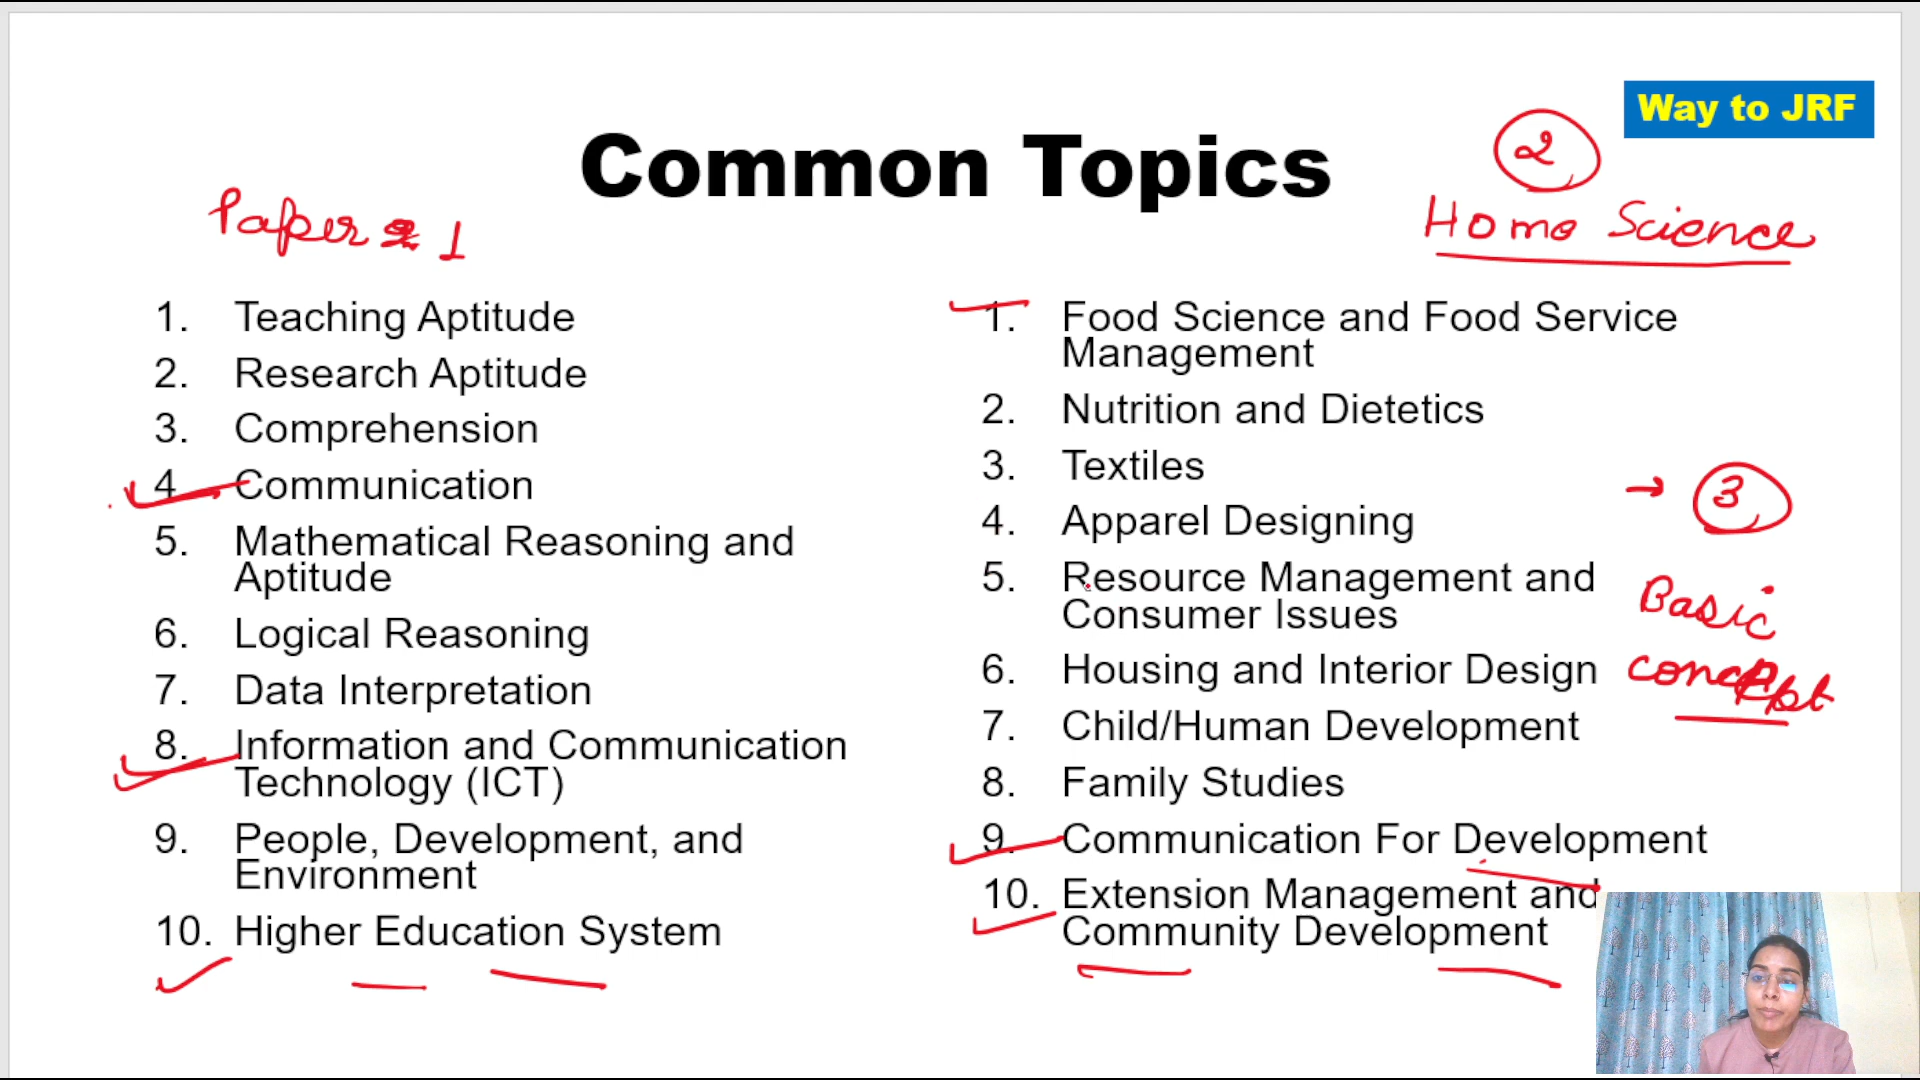 Way to JRF
Common Topics
2
Home Science
Paper 1
1. Teaching Aptitude
2. Research Aptitude
3. Comprehension
4. Communication
5. Mathematical Reasoning and
Aptitude
6. Logical Reasoning
7. Data Interpretation
8. Information and Communication
Technology (ICT)
9. People, Development, and
Environment
10. Higher Education System
1. Food Science and Food Service
Management
2. Nutrition and Dietetics
3. Textiles
4. Apparel Designing
5. Resource Management and
Consumer Issues
6. Housing and Interior Design
7. Child/Human Development
8. Family Studies
9. Communication For Development
10. Extension Management and
Community Development
→ 3
Basic
concept